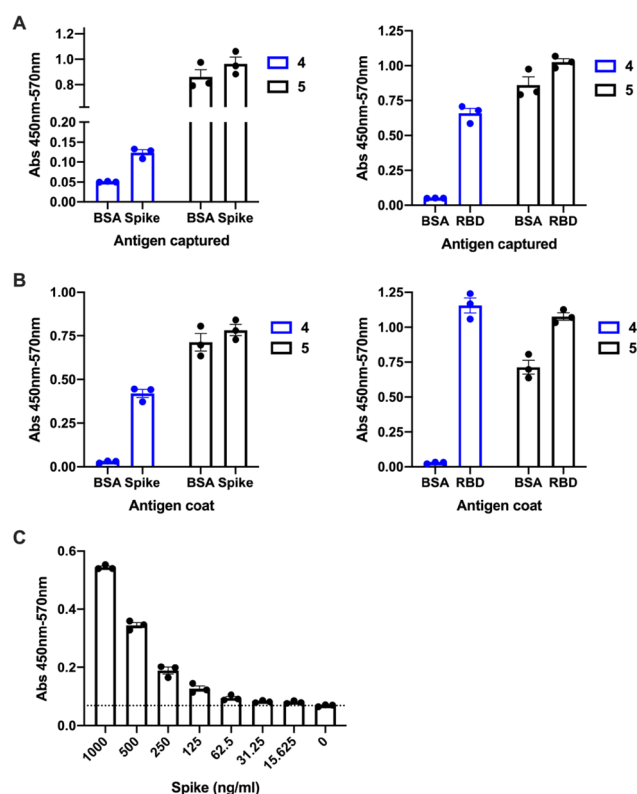 A
Abs 450nm-570nm
1.0
0.8
0.6
0.20
0.15
0.10
0.05
0.00
BSA Spike BSA Spike
Antigen captured
4
5
Abs 450nm-570nm
1.25
1.00
0.75
0.50
0.25
0.00
BSA RBD BSA RBD
Antigen captured
4
5
B
Abs 450nm-570nm
1.00
0.75
0.50
0.25
0.00
BSA Spike BSA Spike
Antigen coat
4
5
Abs 450nm-570nm
1.25
1.00
0.75
0.50
0.25
0.00
BSA RBD BSA RBD
Antigen coat
4
5
C
Abs 450nm-570nm
0.6
0.4
0.2
0.0
1000 500 250 125 62.5 31.25 15.625 0
Spike (ng/ml)